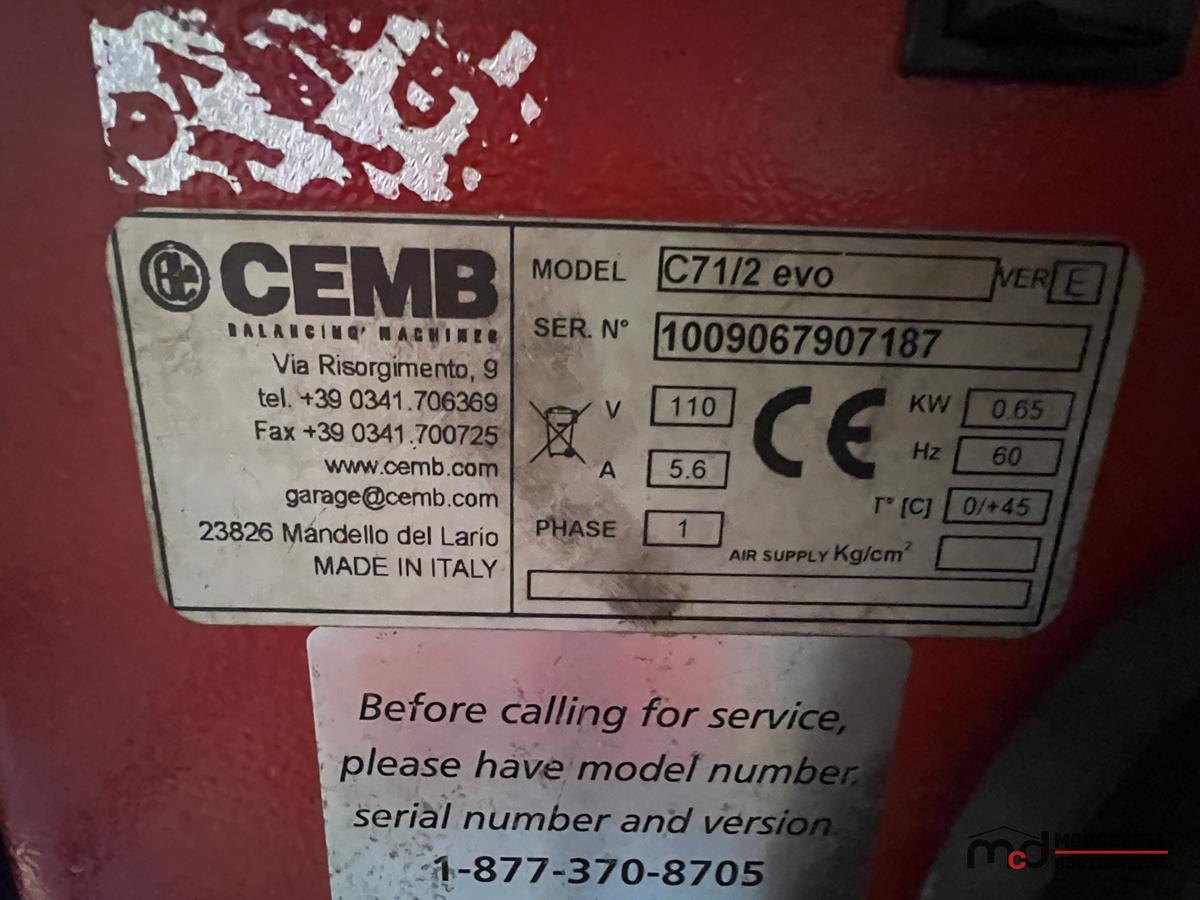 CEMB
BALANCING MACHINES
Via Risorgimento, 9
tel. +39 0341.706369
Fax +39 0341.700725
www.cemb.com
garage@cemb.com
23826 Mandello del Lario
MADE IN ITALY
MODEL C71/2 evo VER E
SER. N° 1009067907187
V 110
KW 0.65
A 5.6
Hz 60
T° [C] 0/+45
PHASE 1
AIR SUPPLY Kg/cm²
CE
Before calling for service,
please have model number,
serial number and version.
1-877-370-8705
mcd